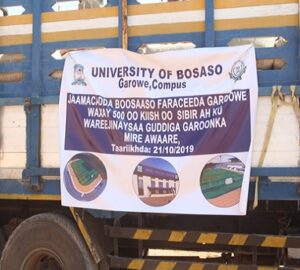 UNIVERSITY OF BOSASO
Garowe,Compus
JAAMACADDA BOOSAASO FARACEEDA GAROOWE
WAXAY 500 OO KIISH OO SIBIR AH KU
WAREEJINAYSAA GUDDIGA GAROONKA
MIRE AWAARE,
Taariikhda: 21/10/2019